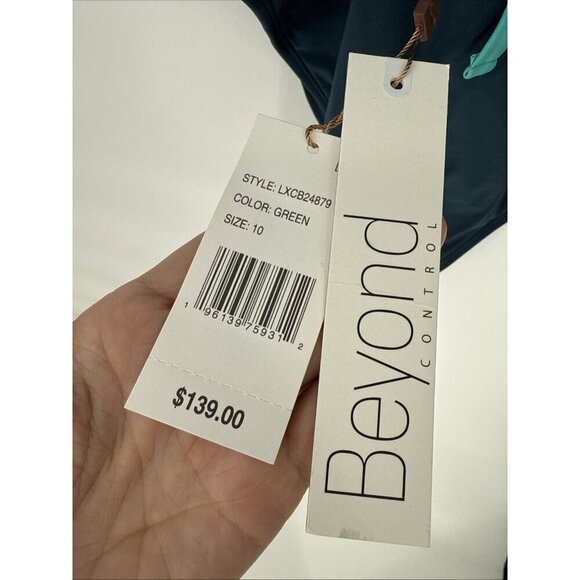 STYLE: LXCB24879
COLOR: GREEN
SIZE: 10
1 96139 75931 2
$139.00
Beyond
CONTROL